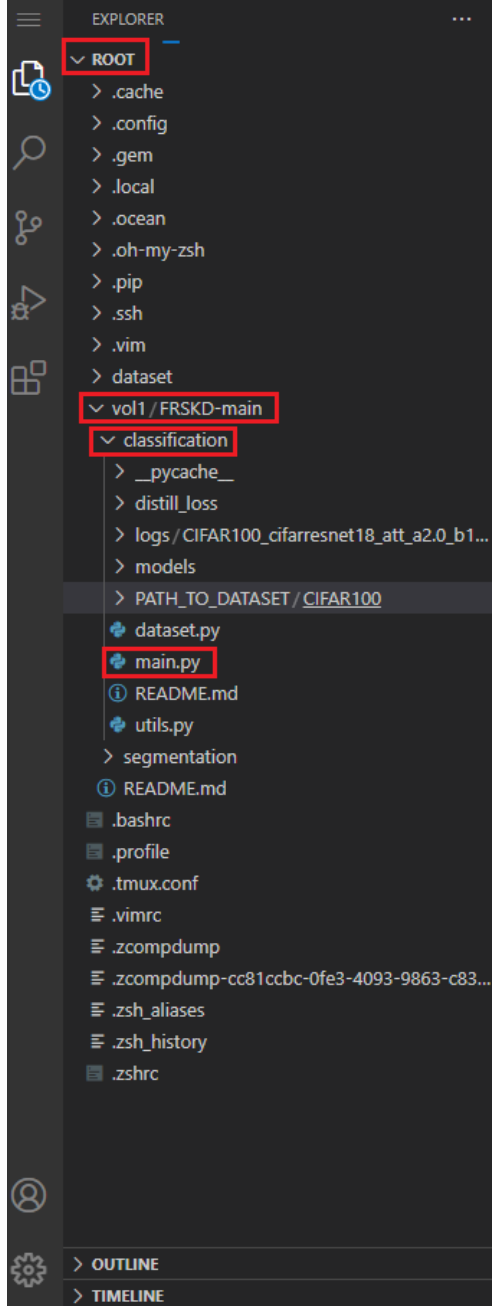 EXPLORER ...
ROOT
.cache
.config
.gem
.local
.ocean
.oh-my-zsh
.pip
.ssh
.vim
dataset
vol1/FRSKD-main
classification
__pycache__
distill_loss
logs/CIFAR100_cifarresnet18_att_a2.0_b1...
models
PATH_TO_DATASET/CIFAR100
dataset.py
main.py
README.md
utils.py
segmentation
README.md
.bashrc
.profile
.tmux.conf
.vimrc
.zcompdump
.zcompdump-cc81ccbc-0fe3-4093-9863-c83...
.zsh_aliases
.zsh_history
.zshrc
OUTLINE
TIMELINE